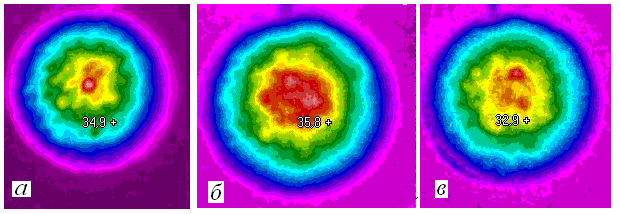 34,9 +
35,8 +
32,9 +
а
б
в